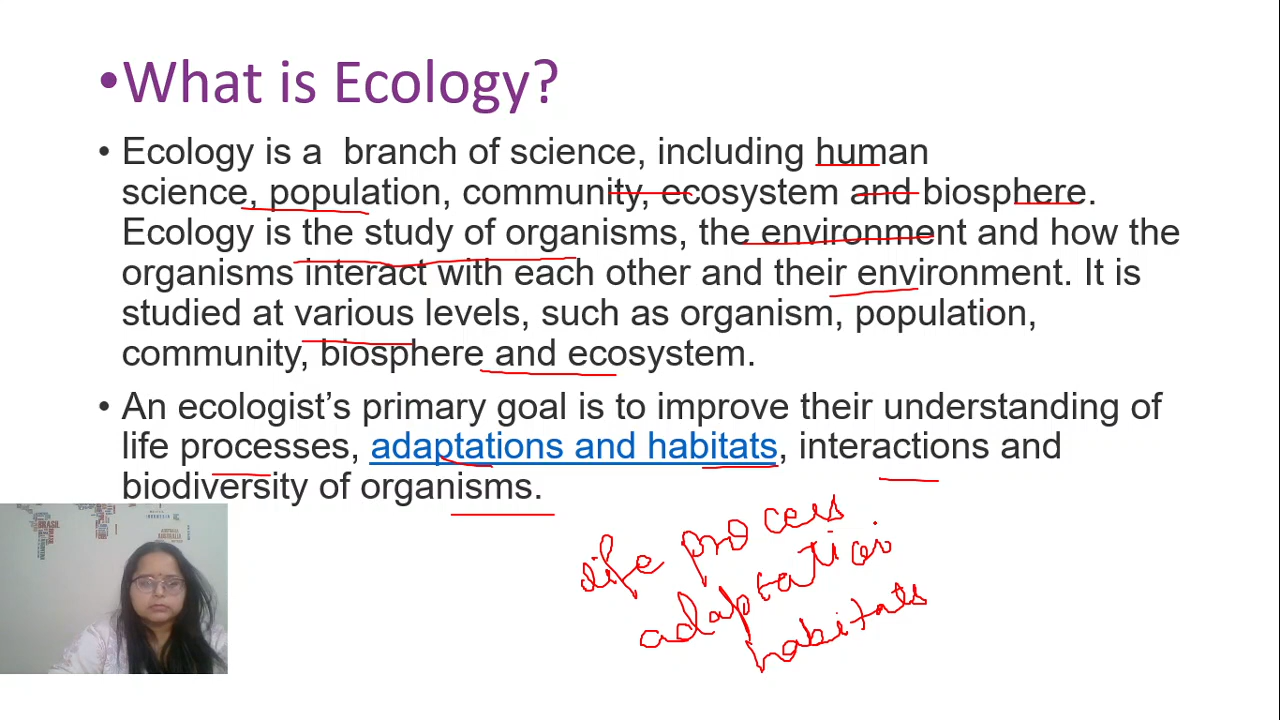 •What is Ecology?
• Ecology is a branch of science, including human
science, population, community, ecosystem and biosphere.
Ecology is the study of organisms, the environment and how the
organisms interact with each other and their environment. It is
studied at various levels, such as organism, population,
community, biosphere and ecosystem.
• An ecologist’s primary goal is to improve their understanding of
life processes, adaptations and habitats, interactions and
biodiversity of organisms.
life process
adaptation
habitats
BRASIL